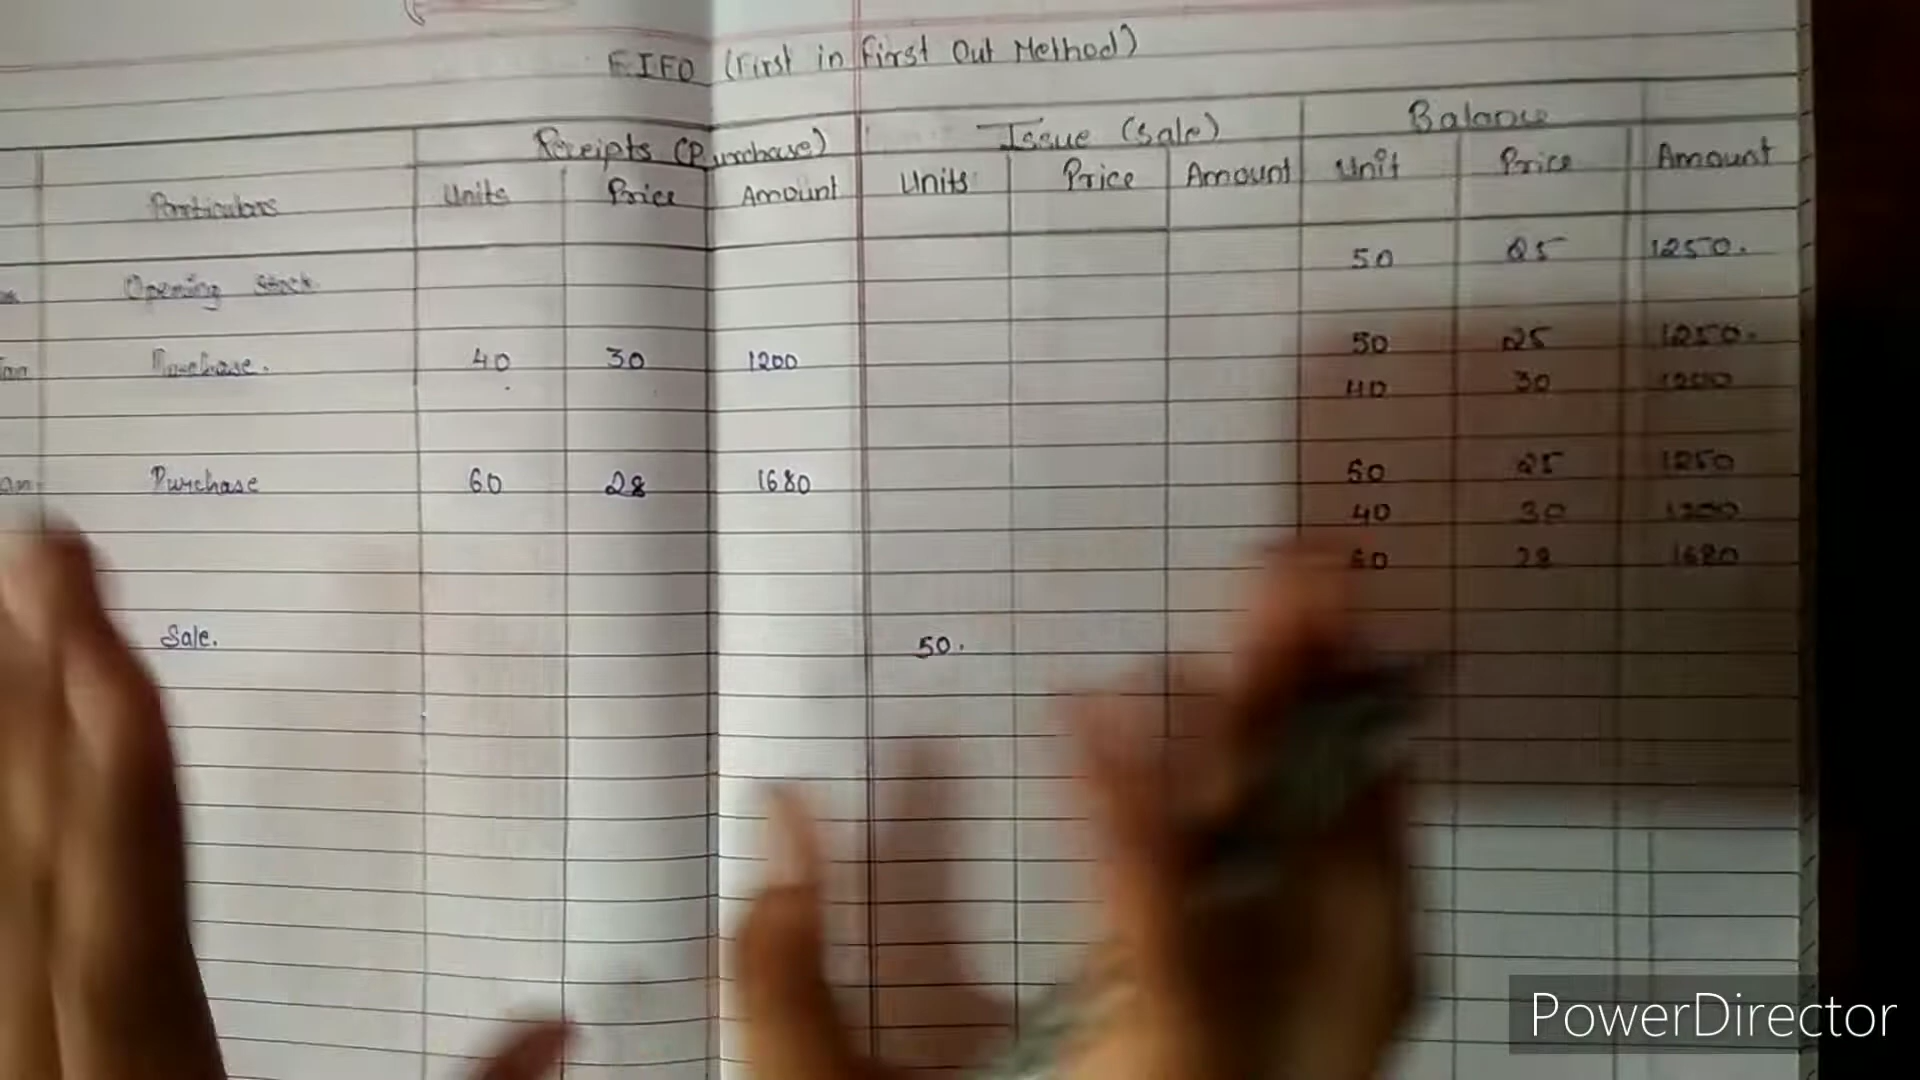 FIFO (First in First Out Method)
Receipts (Purchase) Issue (Sale) Balance
Particulars Units Price Amount Units Price Amount Unit Price Amount
Opening Stock 50 25 1250.
Purchase. 40 30 1200 50 25 1250.
40 30 1200
Purchase 60 28 1680 50 25 1250
40 30 1200
60 28 1680
Sale. 50.
PowerDirector